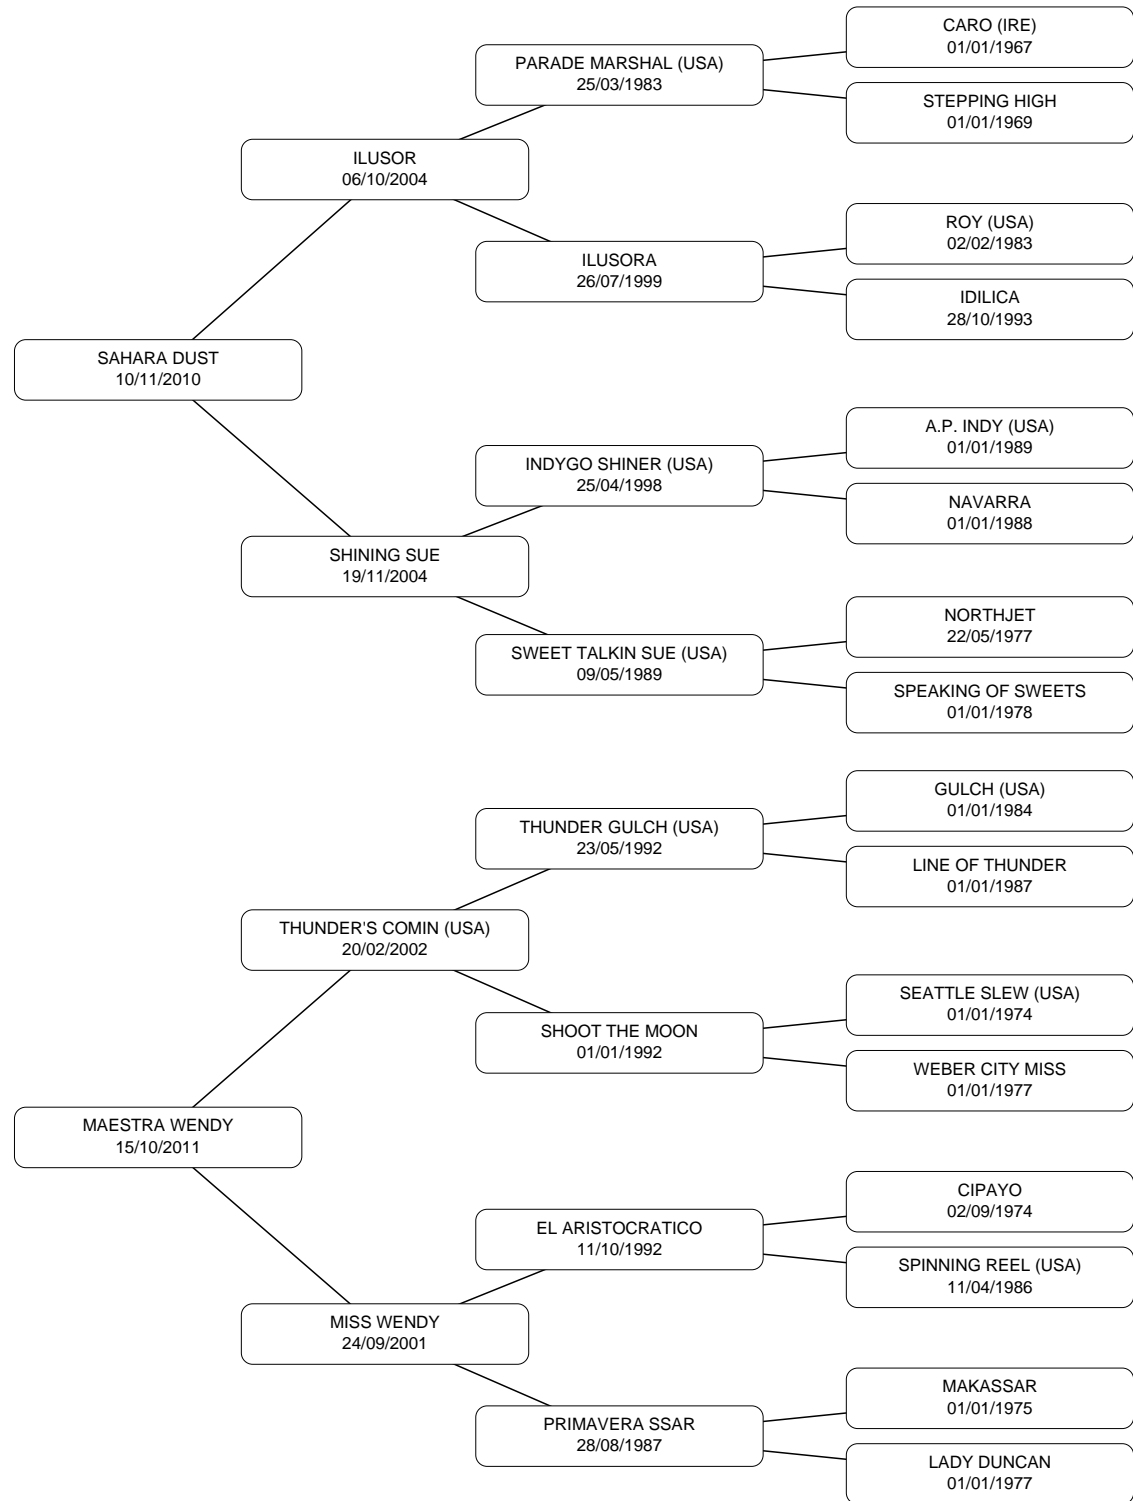 CARO (IRE)
01/01/1967
PARADE MARSHAL (USA)
25/03/1983
STEPPING HIGH
01/01/1969
ILUSOR
06/10/2004
ROY (USA)
02/02/1983
ILUSORA
26/07/1999
IDILICA
28/10/1993
SAHARA DUST
10/11/2010
A.P. INDY (USA)
01/01/1989
INDYGO SHINER (USA)
25/04/1998
NAVARRA
01/01/1988
SHINING SUE
19/11/2004
NORTHJET
22/05/1977
SWEET TALKIN SUE (USA)
09/05/1989
SPEAKING OF SWEETS
01/01/1978
GULCH (USA)
01/01/1984
THUNDER GULCH (USA)
23/05/1992
LINE OF THUNDER
01/01/1987
THUNDER'S COMIN (USA)
20/02/2002
SEATTLE SLEW (USA)
01/01/1974
SHOOT THE MOON
01/01/1992
WEBER CITY MISS
01/01/1977
MAESTRA WENDY
15/10/2011
CIPAYO
02/09/1974
EL ARISTOCRATICO
11/10/1992
SPINNING REEL (USA)
11/04/1986
MISS WENDY
24/09/2001
MAKASSAR
01/01/1975
PRIMAVERA SSAR
28/08/1987
LADY DUNCAN
01/01/1977